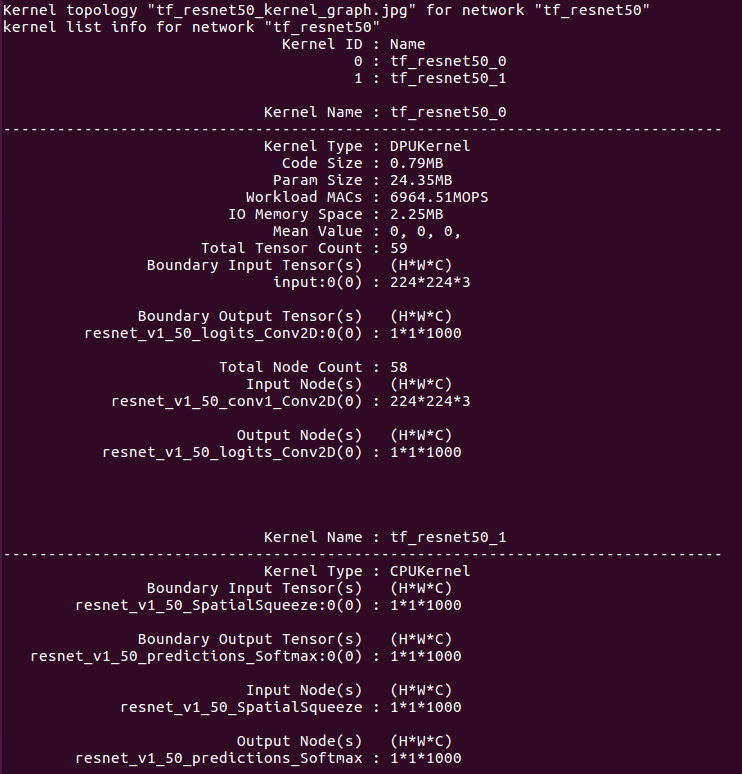 Kernel topology "tf_resnet50_kernel_graph.jpg" for network "tf_resnet50"
kernel list info for network "tf_resnet50"
Kernel ID : Name
0 : tf_resnet50_0
1 : tf_resnet50_1
Kernel Name : tf_resnet50_0
--------------------------------------------------------------------------------
Kernel Type : DPUKernel
Code Size : 0.79MB
Param Size : 24.35MB
Workload MACs : 6964.51MOPS
IO Memory Space : 2.25MB
Mean Value : 0, 0, 0,
Total Tensor Count : 59
Boundary Input Tensor(s) (H*W*C)
input:0(0) : 224*224*3
Boundary Output Tensor(s) (H*W*C)
resnet_v1_50_logits_Conv2D:0(0) : 1*1*1000
Total Node Count : 58
Input Node(s) (H*W*C)
resnet_v1_50_conv1_Conv2D(0) : 224*224*3
Output Node(s) (H*W*C)
resnet_v1_50_logits_Conv2D(0) : 1*1*1000
Kernel Name : tf_resnet50_1
--------------------------------------------------------------------------------
Kernel Type : CPUKernel
Boundary Input Tensor(s) (H*W*C)
resnet_v1_50_SpatialSqueeze:0(0) : 1*1*1000
Boundary Output Tensor(s) (H*W*C)
resnet_v1_50_predictions_Softmax:0(0) : 1*1*1000
Input Node(s) (H*W*C)
resnet_v1_50_SpatialSqueeze : 1*1*1000
Output Node(s) (H*W*C)
resnet_v1_50_predictions_Softmax : 1*1*1000